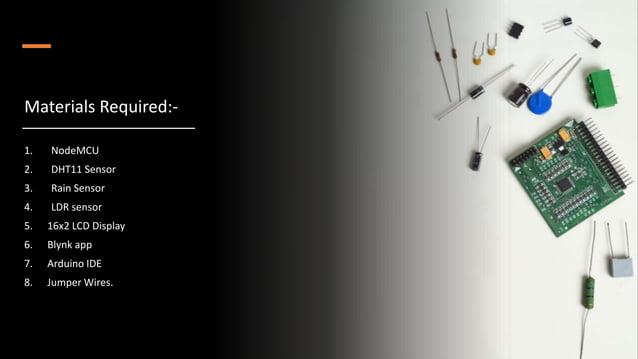 Materials Required:-
1. NodeMCU
2. DHT11 Sensor
3. Rain Sensor
4. LDR sensor
5. 16x2 LCD Display
6. Blynk app
7. Arduino IDE
8. Jumper Wires.